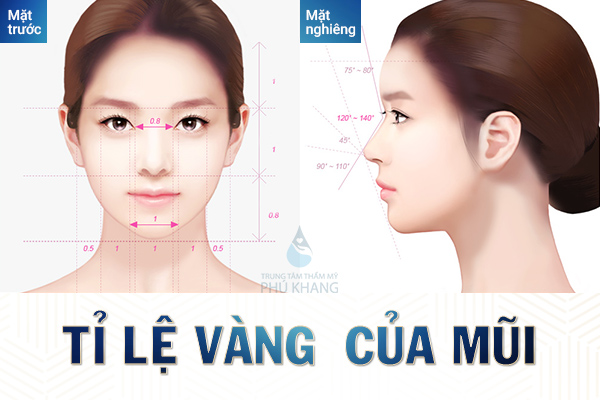 Mặt
trước
Mặt
nghiêng
1
75° ~ 80°
0.8
120° ~ 140°
45°
1
90° ~ 110°
1
0.8
0.5 1 1 1 0.5
TRUNG TÂM THẨM MỸ
PHÚ KHANG
TỈ LỆ VÀNG CỦA MŨI